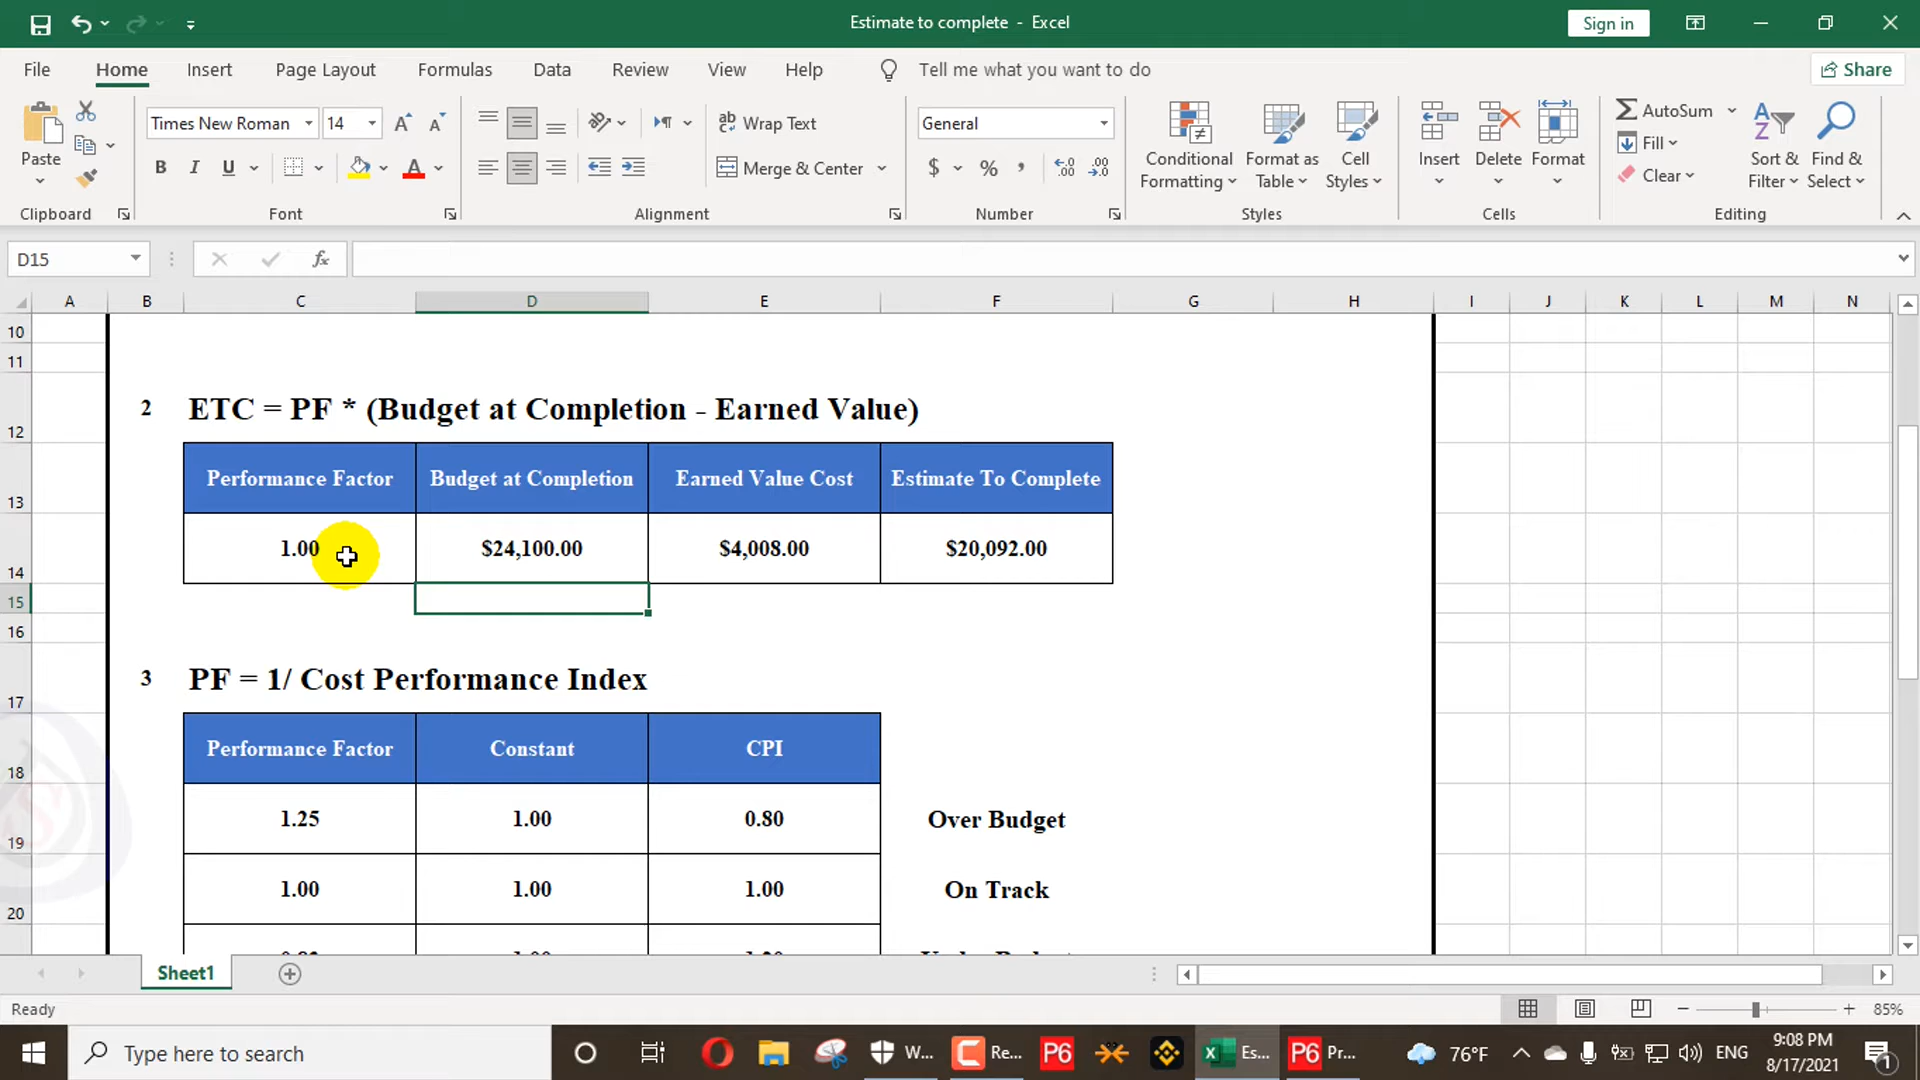 Estimate to complete - Excel
Sign in
File Home Insert Page Layout Formulas Data Review View Help Tell me what you want to do Share
Times New Roman 14 Wrap Text General AutoSum
Paste B I U Merge & Center $ % , Conditional Formatting Format as Table Cell Styles Insert Delete Format Fill Clear Sort & Filter Find & Select
Clipboard Font Alignment Number Styles Cells Editing
D15 fx
A B C D E F G H I J K L M N
10
11
12 2 ETC = PF * (Budget at Completion - Earned Value)
13 Performance Factor Budget at Completion Earned Value Cost Estimate To Complete
14 1.00 $24,100.00 $4,008.00 $20,092.00
15
16
17 3 PF = 1/ Cost Performance Index
18 Performance Factor Constant CPI
19 1.25 1.00 0.80 Over Budget
20 1.00 1.00 1.00 On Track
Sheet1
Ready 85%
Type here to search W... Re... P6 Es... P6 Pr... 76°F ENG 9:08 PM
8/17/2021 1